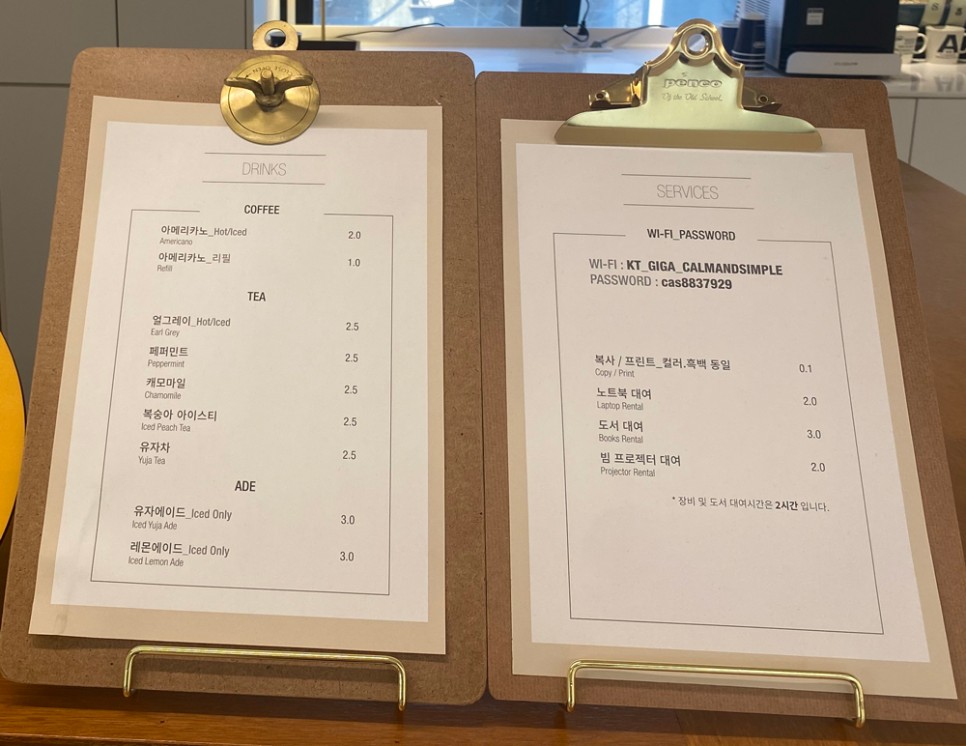 DRINKS
COFFEE
아메리카노_Hot/Iced 2.0
Americano
아메리카노_리필 1.0
Refill
TEA
얼그레이_Hot/Iced 2.5
Earl Grey
페퍼민트 2.5
Peppermint
캐모마일 2.5
Chamomile
복숭아 아이스티 2.5
Iced Peach Tea
유자차 2.5
Yuja Tea
ADE
유자에이드_Iced Only 3.0
Iced Yuja Ade
레몬에이드_Iced Only 3.0
Iced Lemon Ade
penco
SERVICES
WI-FI_PASSWORD
WI-FI : KT_GIGA_CALMANDSIMPLE
PASSWORD : cas8837929
복사 / 프린트_컬러.흑백 동일 0.1
Copy / Print
노트북 대여 2.0
Laptop Rental
도서 대여 3.0
Books Rental
빔 프로젝터 대여 2.0
Projector Rental
* 장비 및 도서 대여시간은 2시간 입니다.